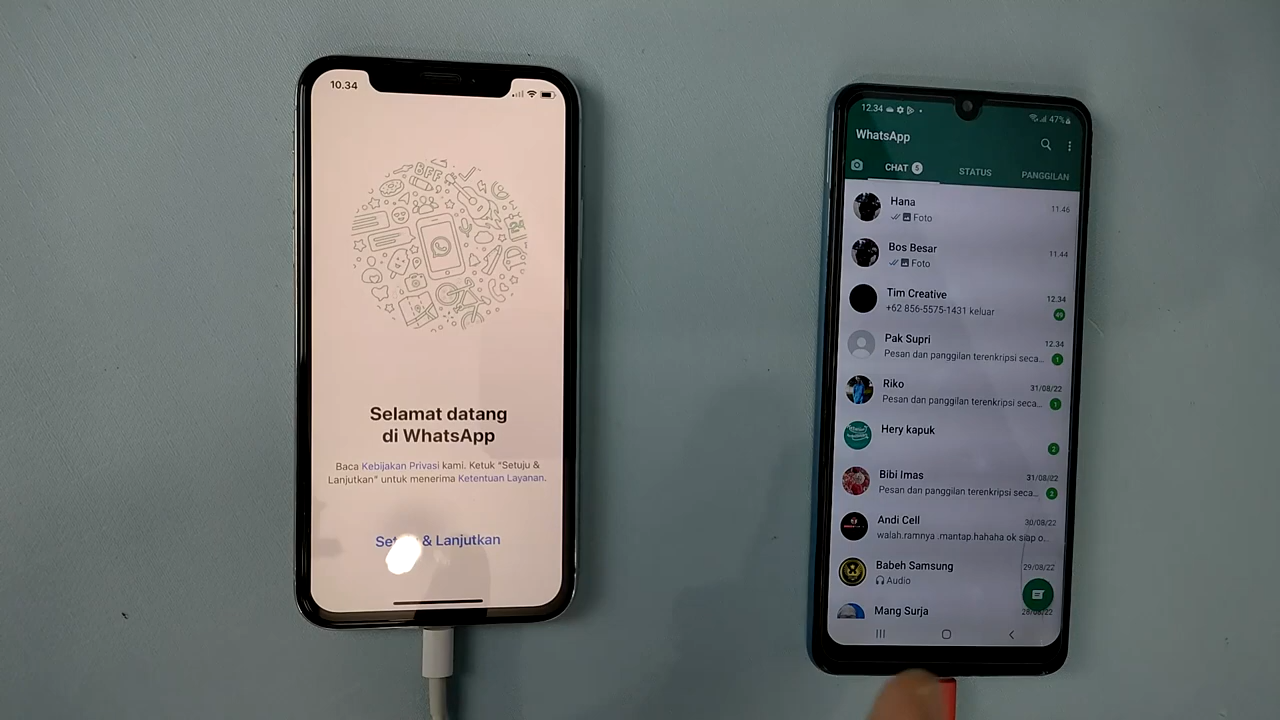 10.34
BFF
Selamat datang
di WhatsApp
Baca Kebijakan Privasi kami. Ketuk "Setuju &
Lanjutkan" untuk menerima Ketentuan Layanan.
& Lanjutkan
12.34
47%
WhatsApp
CHAT 5
STATUS
PANGGILAN
Hana
11.46
Foto
Bos Besar
11.44
Foto
Tim Creative
12.34
+62 856-5575-1431 keluar
49
Pak Supri
12.34
Pesan dan panggilan terenkripsi seca...
1
Riko
31/08/22
Pesan dan panggilan terenkripsi seca...
1
Hery kapuk
2
Bibi Imas
31/08/22
Pesan dan panggilan terenkripsi seca...
2
Andi Cell
30/08/22
walah.ramnya .mantap.hahaha ok siap o...
Babeh Samsung
29/08/22
Audio
Mang Surja